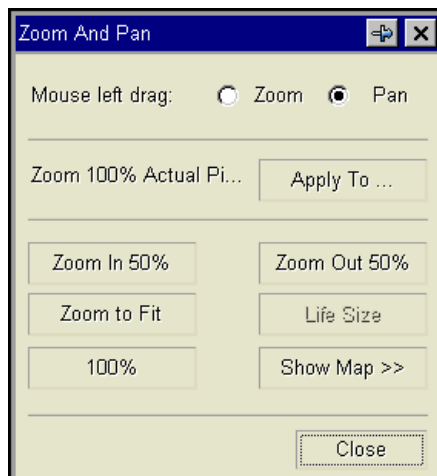 Zoom And Pan
Mouse left drag: Zoom Pan
Zoom 100% Actual Pi... Apply To ...
Zoom In 50% Zoom Out 50%
Zoom to Fit Life Size
100% Show Map >>
Close